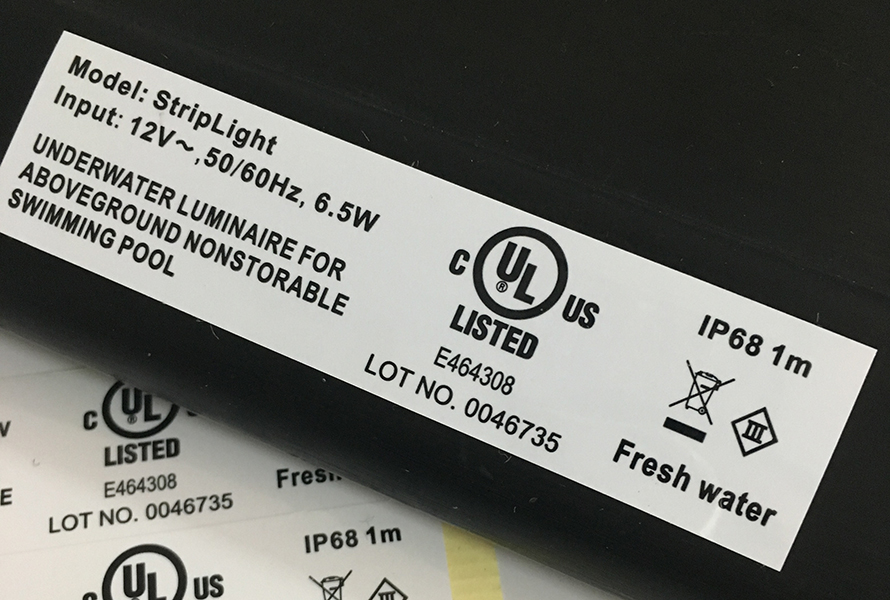 Model: StripLight
Input: 12V~, 50/60Hz, 6.5W
UNDERWATER LUMINAIRE FOR
ABOVEGROUND NONSTORABLE
SWIMMING POOL
C UL ® US
LISTED
E464308
LOT NO. 0046735
IP68 1m
III
Fresh water
C UL ®
LISTED
E464308
LOT NO. 0046735
IP68 1m
UL US
III